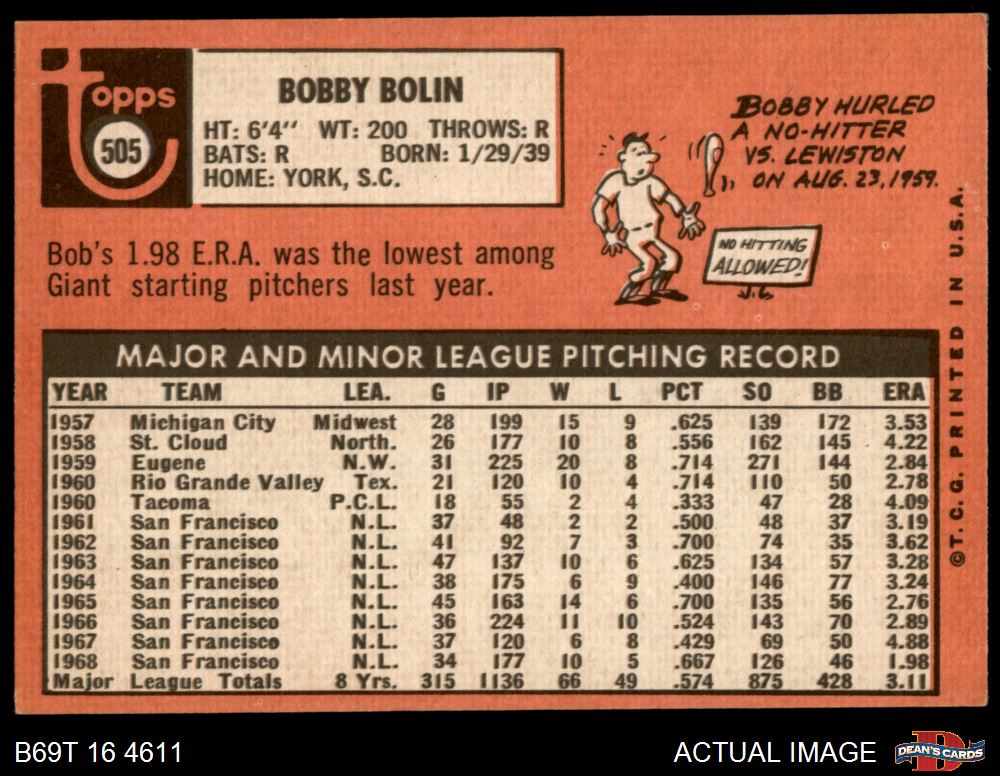 topps
505
BOBBY BOLIN
HT: 6'4" WT: 200 THROWS: R
BATS: R BORN: 1/29/39
HOME: YORK, S.C.
Bob's 1.98 E.R.A. was the lowest among
Giant starting pitchers last year.
BOBBY HURLED
A NO-HITTER
VS. LEWISTON
ON AUG. 23, 1959.
NO HITTING
ALLOWED!
J.G.
MAJOR AND MINOR LEAGUE PITCHING RECORD
YEAR TEAM LEA. G IP W L PCT SO BB ERA
1957 Michigan City Midwest 28 199 15 9 .625 139 172 3.53
1958 St. Cloud North. 26 177 10 8 .556 162 145 4.22
1959 Eugene N.W. 31 225 20 8 .714 271 144 2.84
1960 Rio Grande Valley Tex. 21 120 10 4 .714 110 50 2.78
1960 Tacoma P.C.L. 18 55 2 4 .333 47 28 4.09
1961 San Francisco N.L. 37 48 2 2 .500 48 37 3.19
1962 San Francisco N.L. 41 92 7 3 .700 74 35 3.62
1963 San Francisco N.L. 47 137 10 6 .625 134 57 3.28
1964 San Francisco N.L. 38 175 6 9 .400 146 77 3.24
1965 San Francisco N.L. 45 163 14 6 .700 135 56 2.76
1966 San Francisco N.L. 36 224 11 10 .524 143 70 2.89
1967 San Francisco N.L. 37 120 6 8 .429 69 50 4.88
1968 San Francisco N.L. 34 177 10 5 .667 126 46 1.98
Major League Totals 8 Yrs. 315 1136 66 49 .574 875 428 3.11
©T.C.G. PRINTED IN U.S.A.
B69T 16 4611
ACTUAL IMAGE
D
DEAN'S CARDS